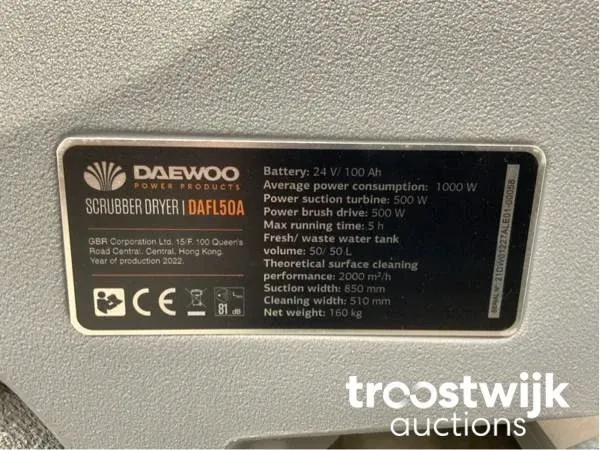 DAEWOO
POWER PRODUCTS
SCRUBBER DRYER | DAFL50A
GBR Corporation Ltd. 15/F. 100 Queen's
Road Central. Central. Hong Kong.
Year of production 2022.
CE
81 dB
Battery: 24 V/ 100 Ah
Average power consumption: 1000 W
Power suction turbine: 500 W
Power brush drive: 500 W
Max running time: 5 h
Fresh/ waste water tank
volume: 50/ 50 L
Theoretical surface cleaning
performance: 2000 m²/h
Suction width: 850 mm
Cleaning width: 510 mm
Net weight: 160 kg
troostwijk
auctions